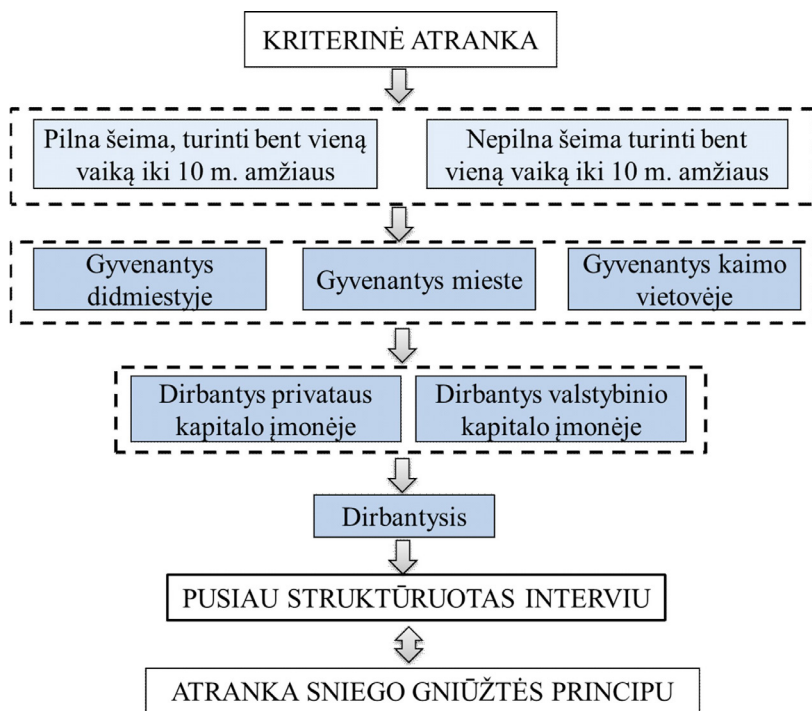 KRITERINĖ ATRANKA
Pilna šeima, turinti bent vieną
vaiką iki 10 m. amžiaus
Nepilna šeima turinti bent
vieną vaiką iki 10 m. amžiaus
Gyvenantys
didmiestyje
Gyvenantys mieste
Gyvenantys kaimo
vietovėje
Dirbantys privataus
kapitalo įmonėje
Dirbantys valstybinio
kapitalo įmonėje
Dirbantysis
PUSIAU STRUKTŪRUOTAS INTERVIU
ATRANKA SNIEGO GNIŪŽTĖS PRINCIPU